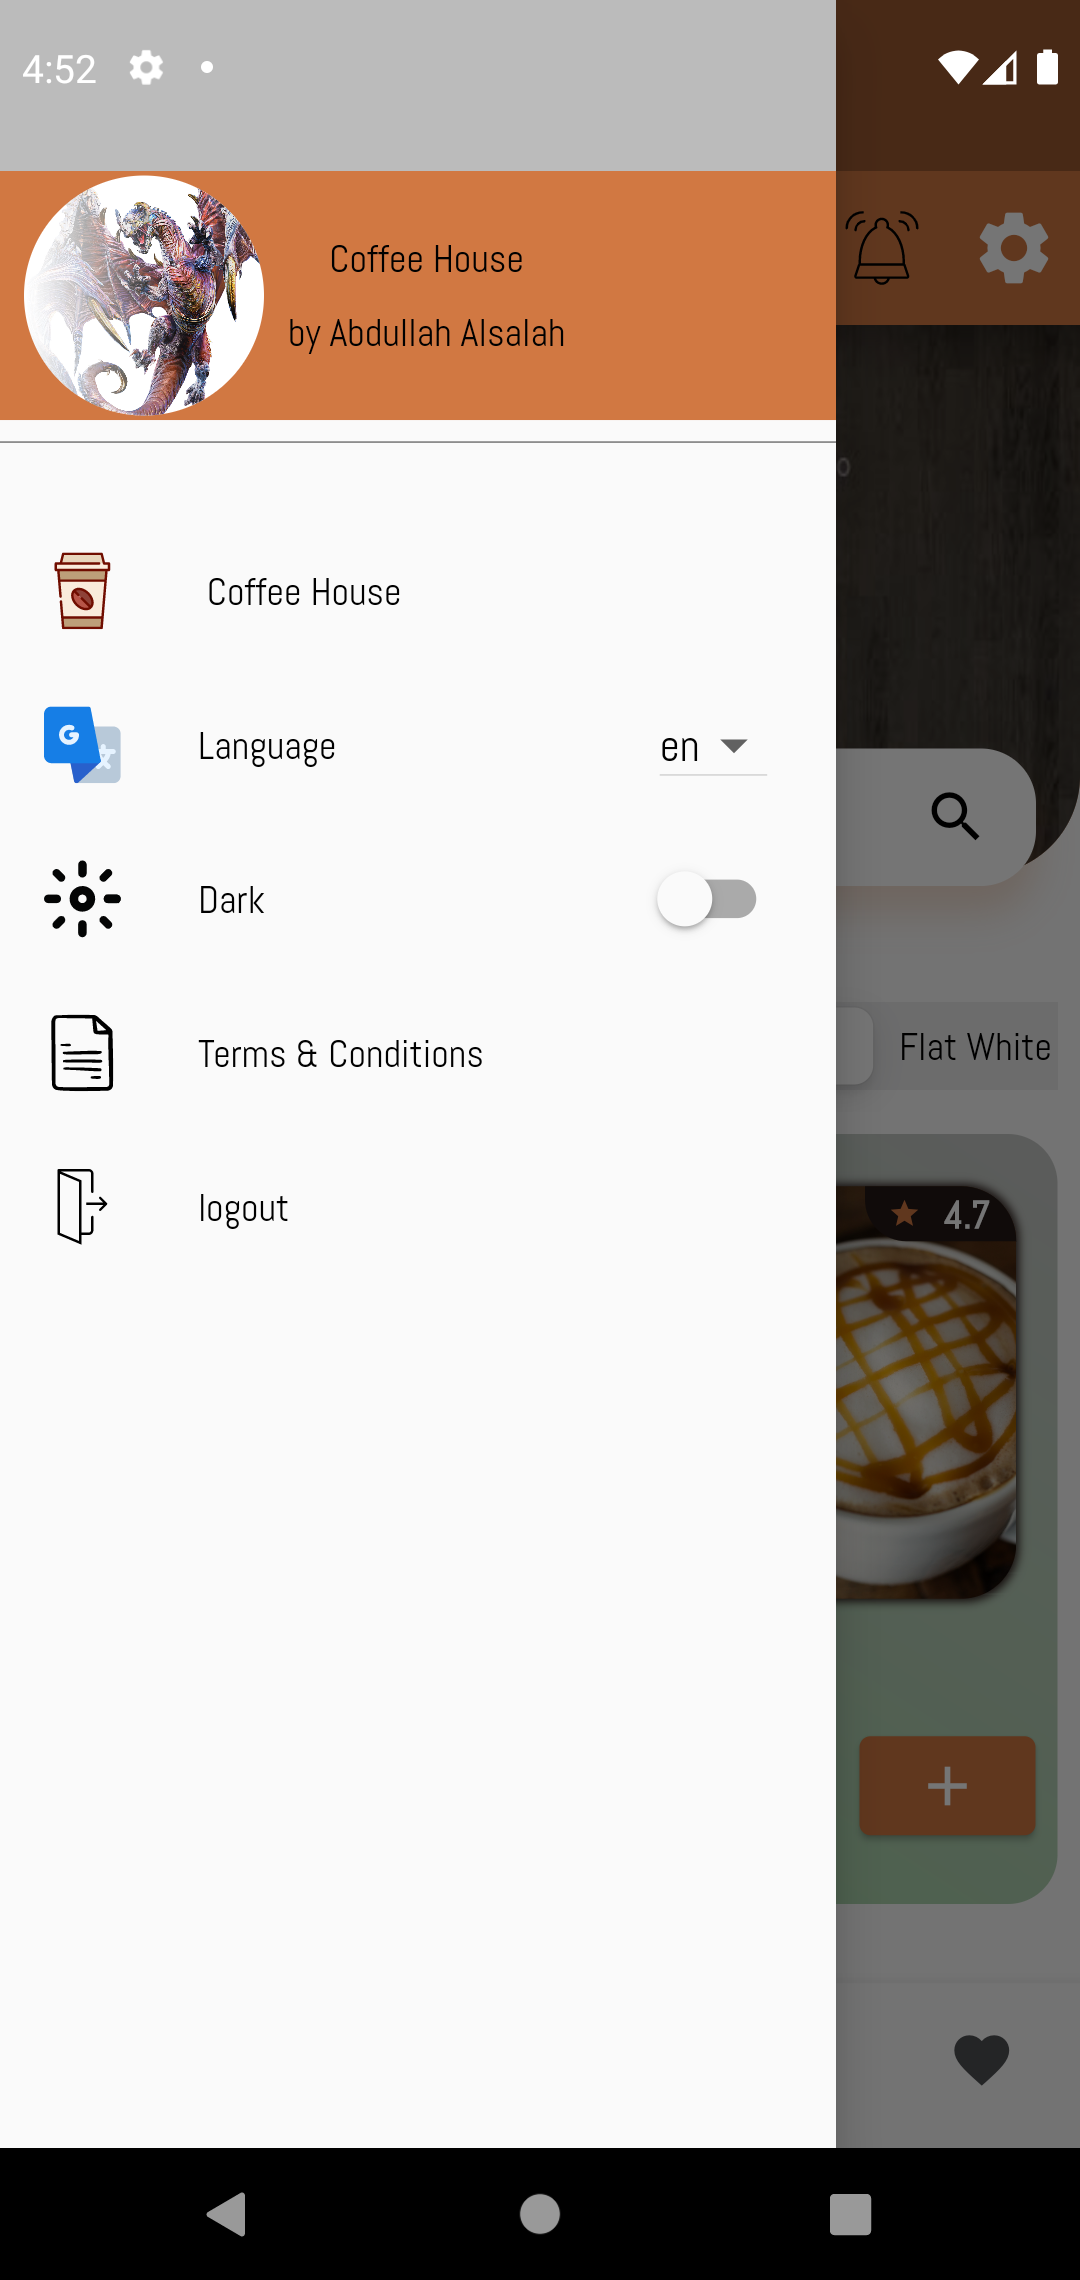 4:52
Coffee House
by Abdullah Alsalah
Coffee House
Language
en
Dark
Terms & Conditions
logout
Flat White
4.7